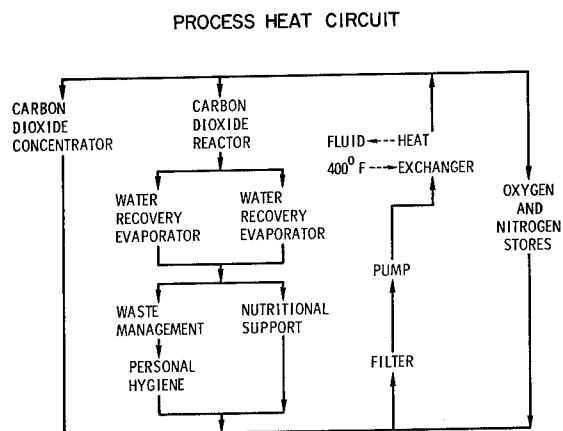 PROCESS HEAT CIRCUIT
CARBON
DIOXIDE
CONCENTRATOR
CARBON
DIOXIDE
REACTOR
FLUID HEAT
400° F EXCHANGER
OXYGEN
AND
NITROGEN
STORES
WATER
RECOVERY
EVAPORATOR
WATER
RECOVERY
EVAPORATOR
PUMP
WASTE
MANAGEMENT
NUTRITIONAL
SUPPORT
PERSONAL
HYGIENE
FILTER